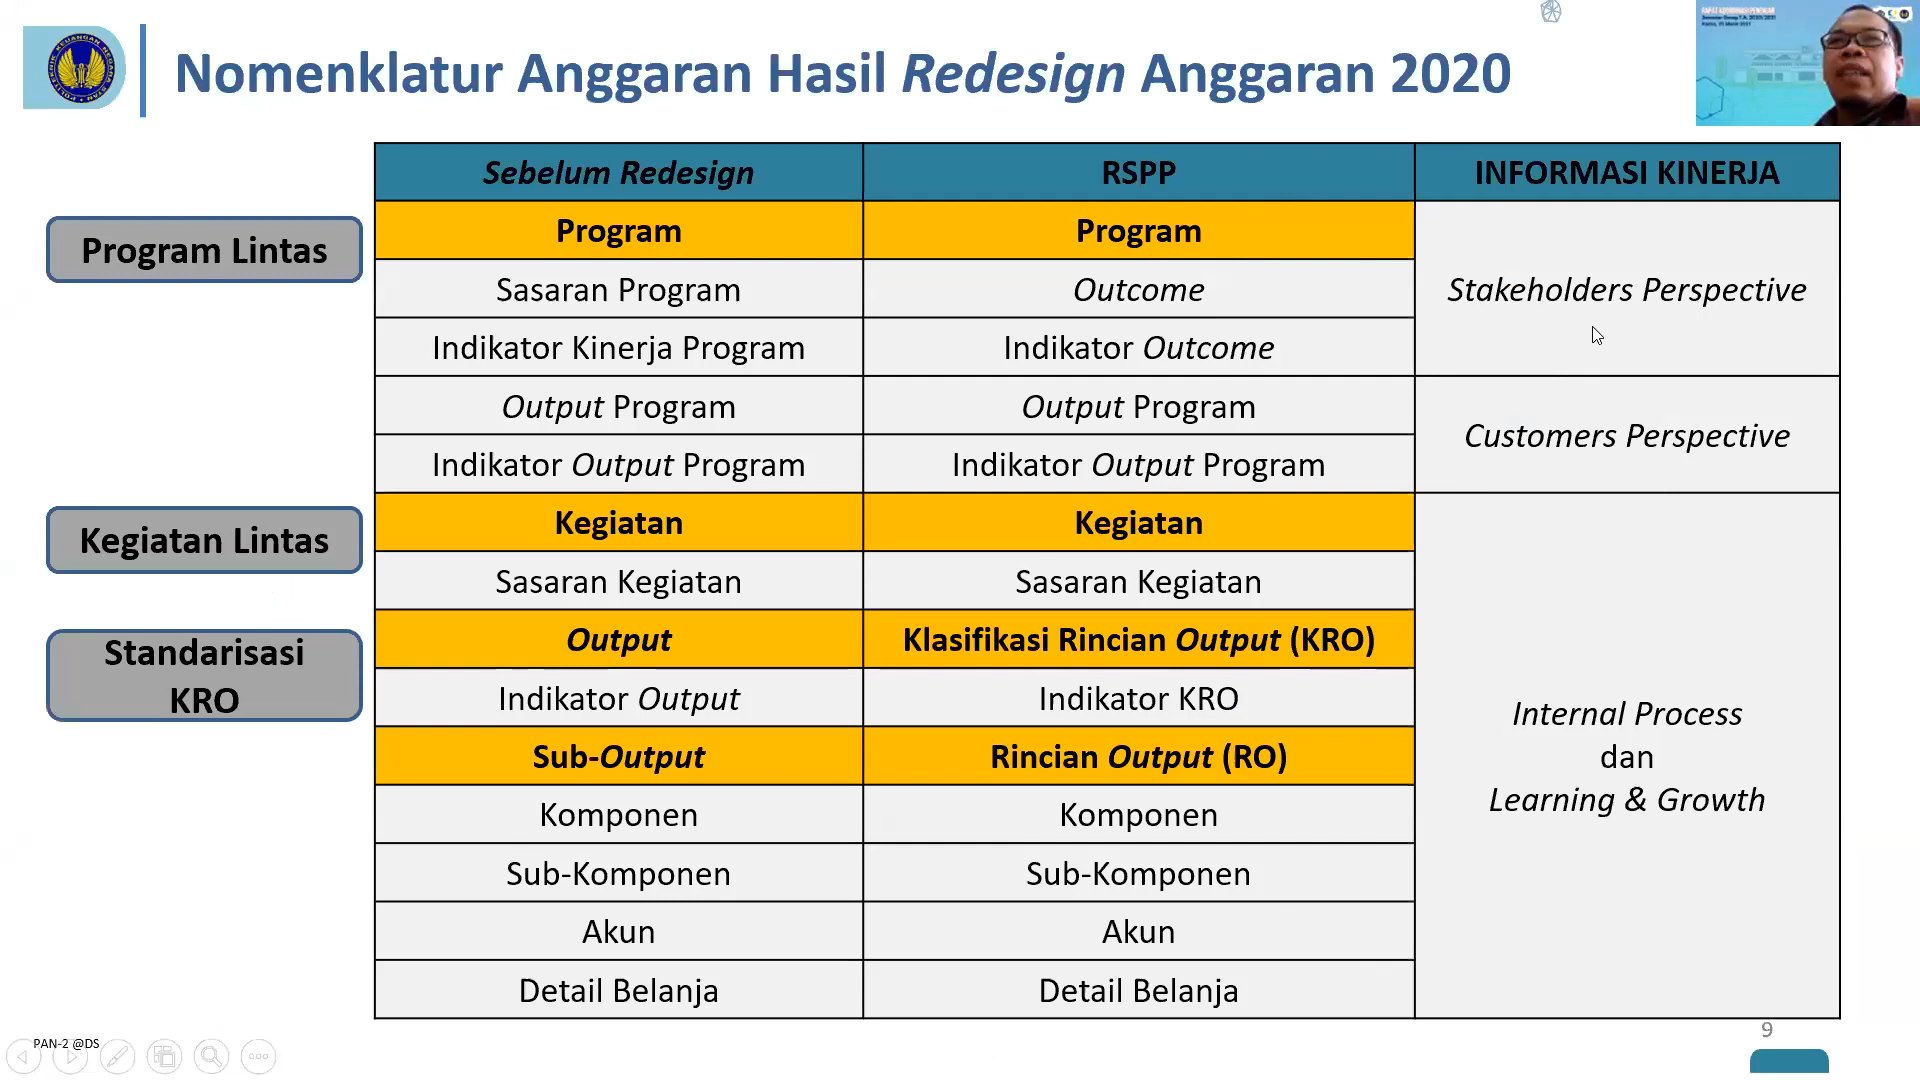 Nomenklatur Anggaran Hasil Redesign Anggaran 2020
Sebelum Redesign RSPP INFORMASI KINERJA
Program Lintas
Program Program
Sasaran Program Outcome
Stakeholders Perspective
Indikator Kinerja Program Indikator Outcome
Output Program Output Program
Customers Perspective
Indikator Output Program Indikator Output Program
Kegiatan Lintas
Kegiatan Kegiatan
Sasaran Kegiatan Sasaran Kegiatan
Standarisasi
KRO
Output Klasifikasi Rincian Output (KRO)
Indikator Output Indikator KRO
Sub-Output Rincian Output (RO)
Internal Process
dan
Learning & Growth
Komponen Komponen
Sub-Komponen Sub-Komponen
Akun Akun
Detail Belanja Detail Belanja
9
PAN-2 @DS